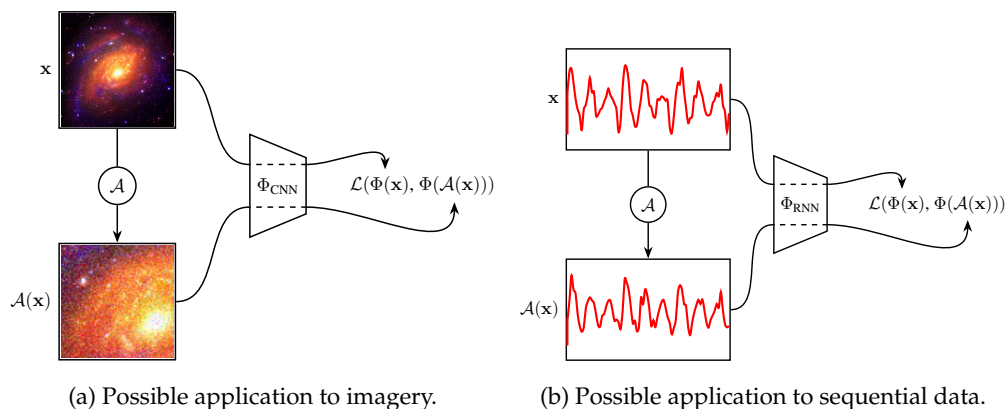 x
𝒜
Φ_CNN
ℒ(Φ(x), Φ(𝒜(x)))
𝒜(x)
(a) Possible application to imagery.
x
𝒜
Φ_RNN
ℒ(Φ(x), Φ(𝒜(x)))
𝒜(x)
(b) Possible application to sequential data.